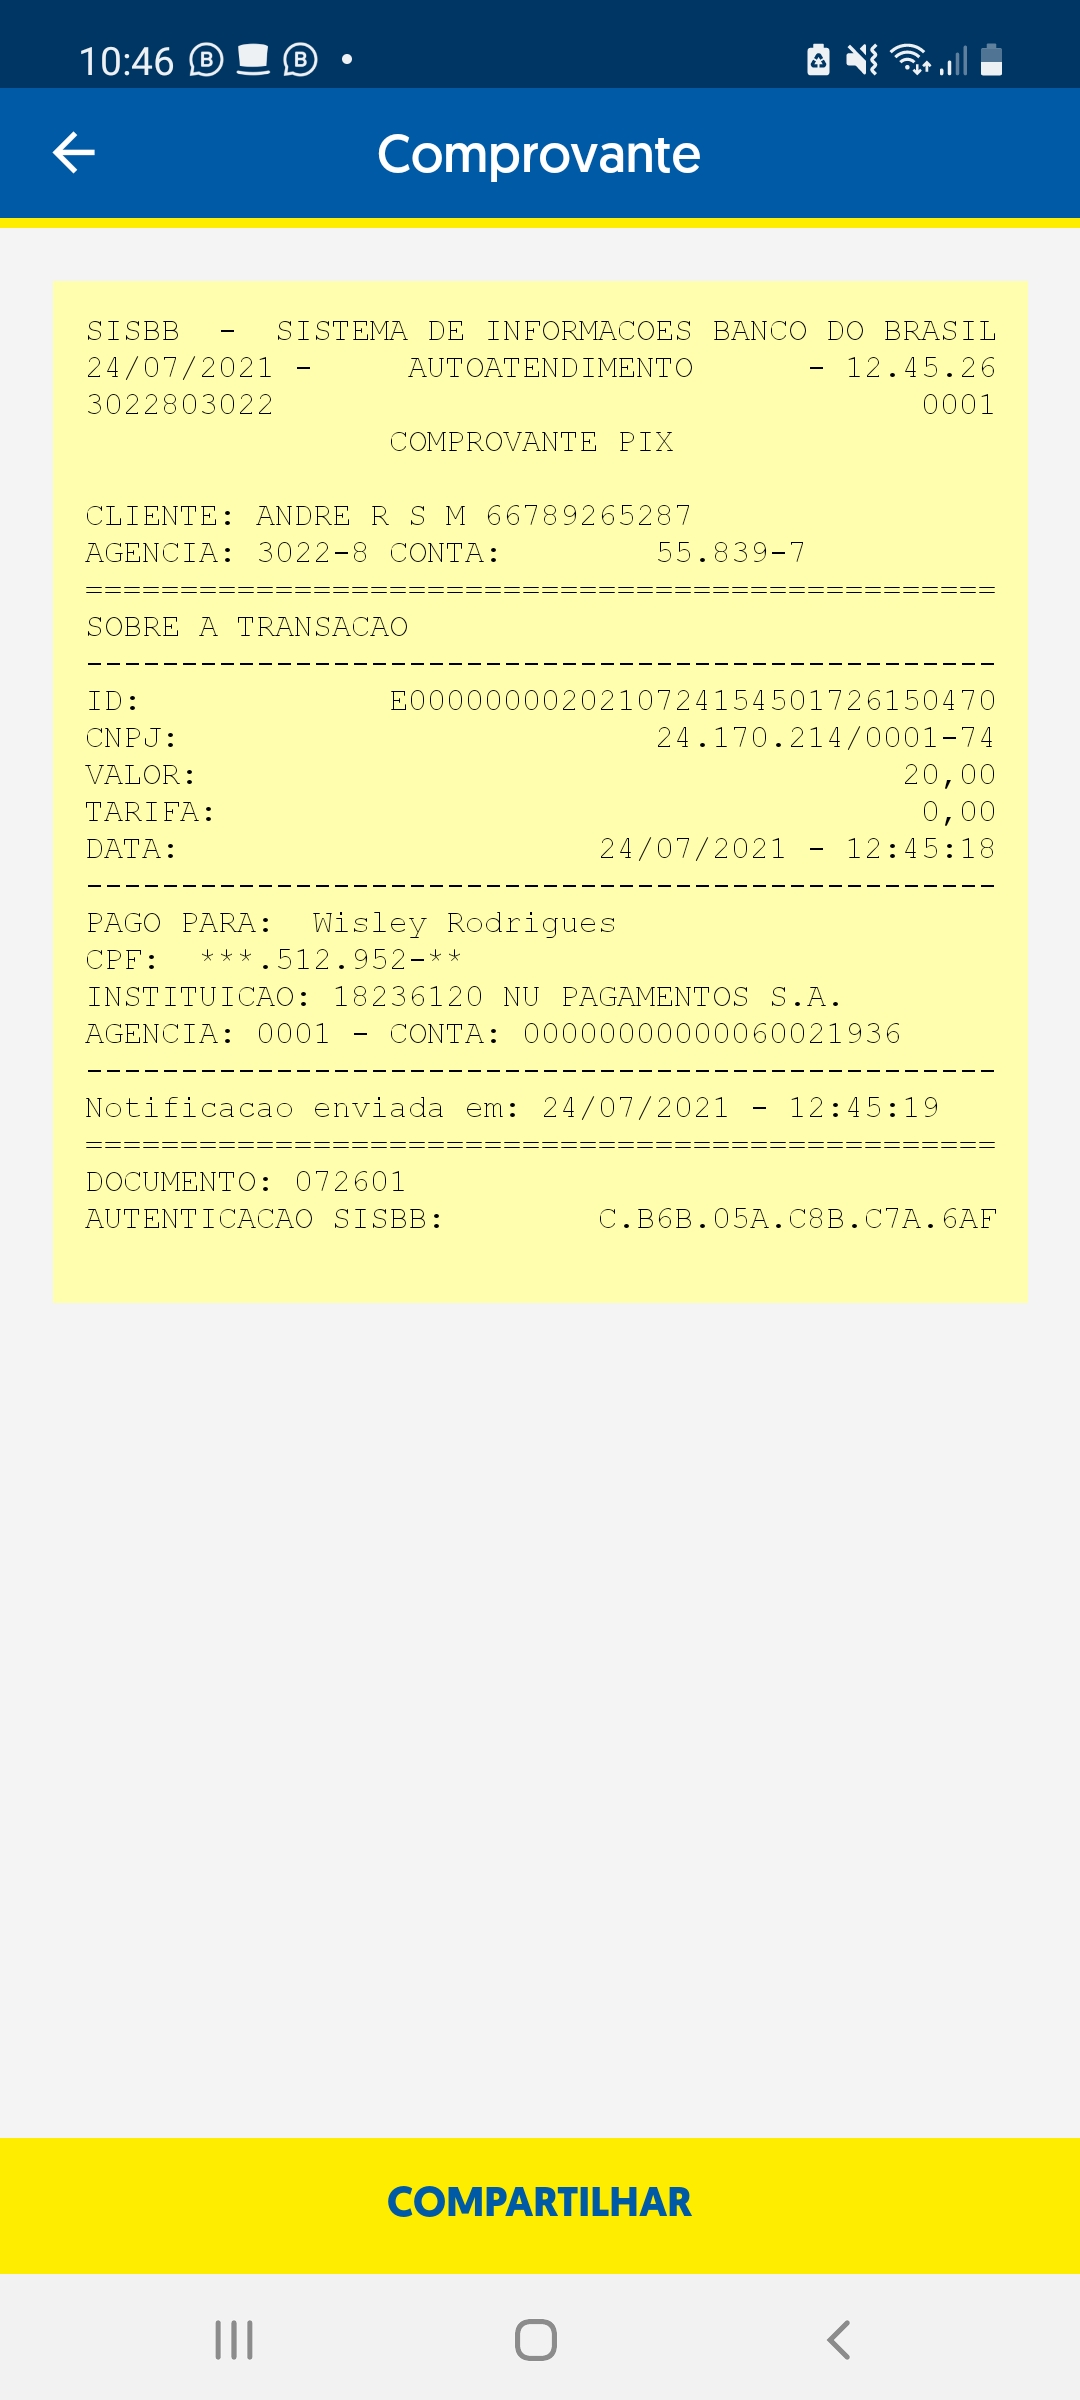 10:46
Comprovante
SISBB - SISTEMA DE INFORMACOES BANCO DO BRASIL
24/07/2021 - AUTOATENDIMENTO - 12.45.26
3022803022 0001
COMPROVANTE PIX
CLIENTE: ANDRE R S M 66789265287
AGENCIA: 3022-8 CONTA: 55.839-7
================================================
SOBRE A TRANSACAO
------------------------------------------------
ID: E00000000202107241545017261504​70
CNPJ: 24.170.214/0001-74
VALOR: 20,00
TARIFA: 0,00
DATA: 24/07/2021 - 12:45:18
------------------------------------------------
PAGO PARA: Wisley Rodrigues
CPF: ***.512.952-**
INSTITUICAO: 18236120 NU PAGAMENTOS S.A.
AGENCIA: 0001 - CONTA: 00000000000060021936
------------------------------------------------
Notificacao enviada em: 24/07/2021 - 12:45:19
================================================
DOCUMENTO: 072601
AUTENTICACAO SISBB: C.B6B.05A.C8B.C7A.6AF
COMPARTILHAR